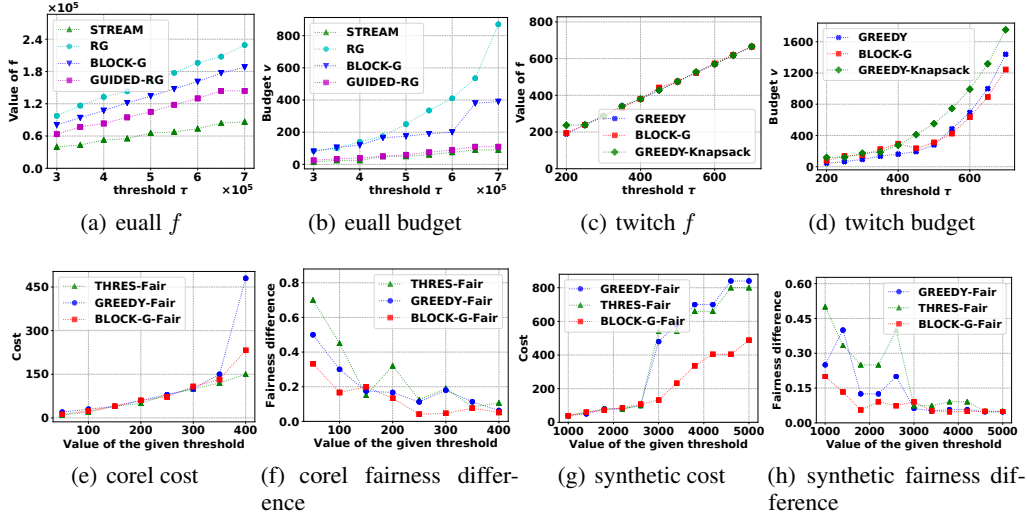 ×10⁵
2.4
1.8
1.2
0.6
0.0
Value of f
STREAM
RG
BLOCK-G
GUIDED-RG
3 4 5 6 7
threshold τ ×10⁵
(a) euall f
800
600
400
200
0
Budget v
STREAM
RG
BLOCK-G
GUIDED-RG
3 4 5 6 7
threshold τ ×10⁵
(b) euall budget
800
600
400
200
0
Value of f
GREEDY
BLOCK-G
GREEDY-Knapsack
200 400 600
threshold τ
(c) twitch f
1600
1200
800
400
0
Budget v
GREEDY
BLOCK-G
GREEDY-Knapsack
200 300 400 500 600 700
threshold τ
(d) twitch budget
450
300
150
0
Cost
THRES-Fair
GREEDY-Fair
BLOCK-G-Fair
100 200 300 400
Value of the given threshold
(e) corel cost
0.8
0.6
0.4
0.2
0.0
Fairness difference
THRES-Fair
GREEDY-Fair
BLOCK-G-Fair
100 200 300 400
Value of the given threshold
(f) corel fairness differ-
ence
800
600
400
200
0
Cost
GREEDY-Fair
THRES-Fair
BLOCK-G-Fair
1000 2000 3000 4000 5000
Value of the given threshold
(g) synthetic cost
0.60
0.45
0.30
0.15
0.00
Fairness difference
GREEDY-Fair
THRES-Fair
BLOCK-G-Fair
1000 2000 3000 4000 5000
Value of the given threshold
(h) synthetic fairness dif-
ference